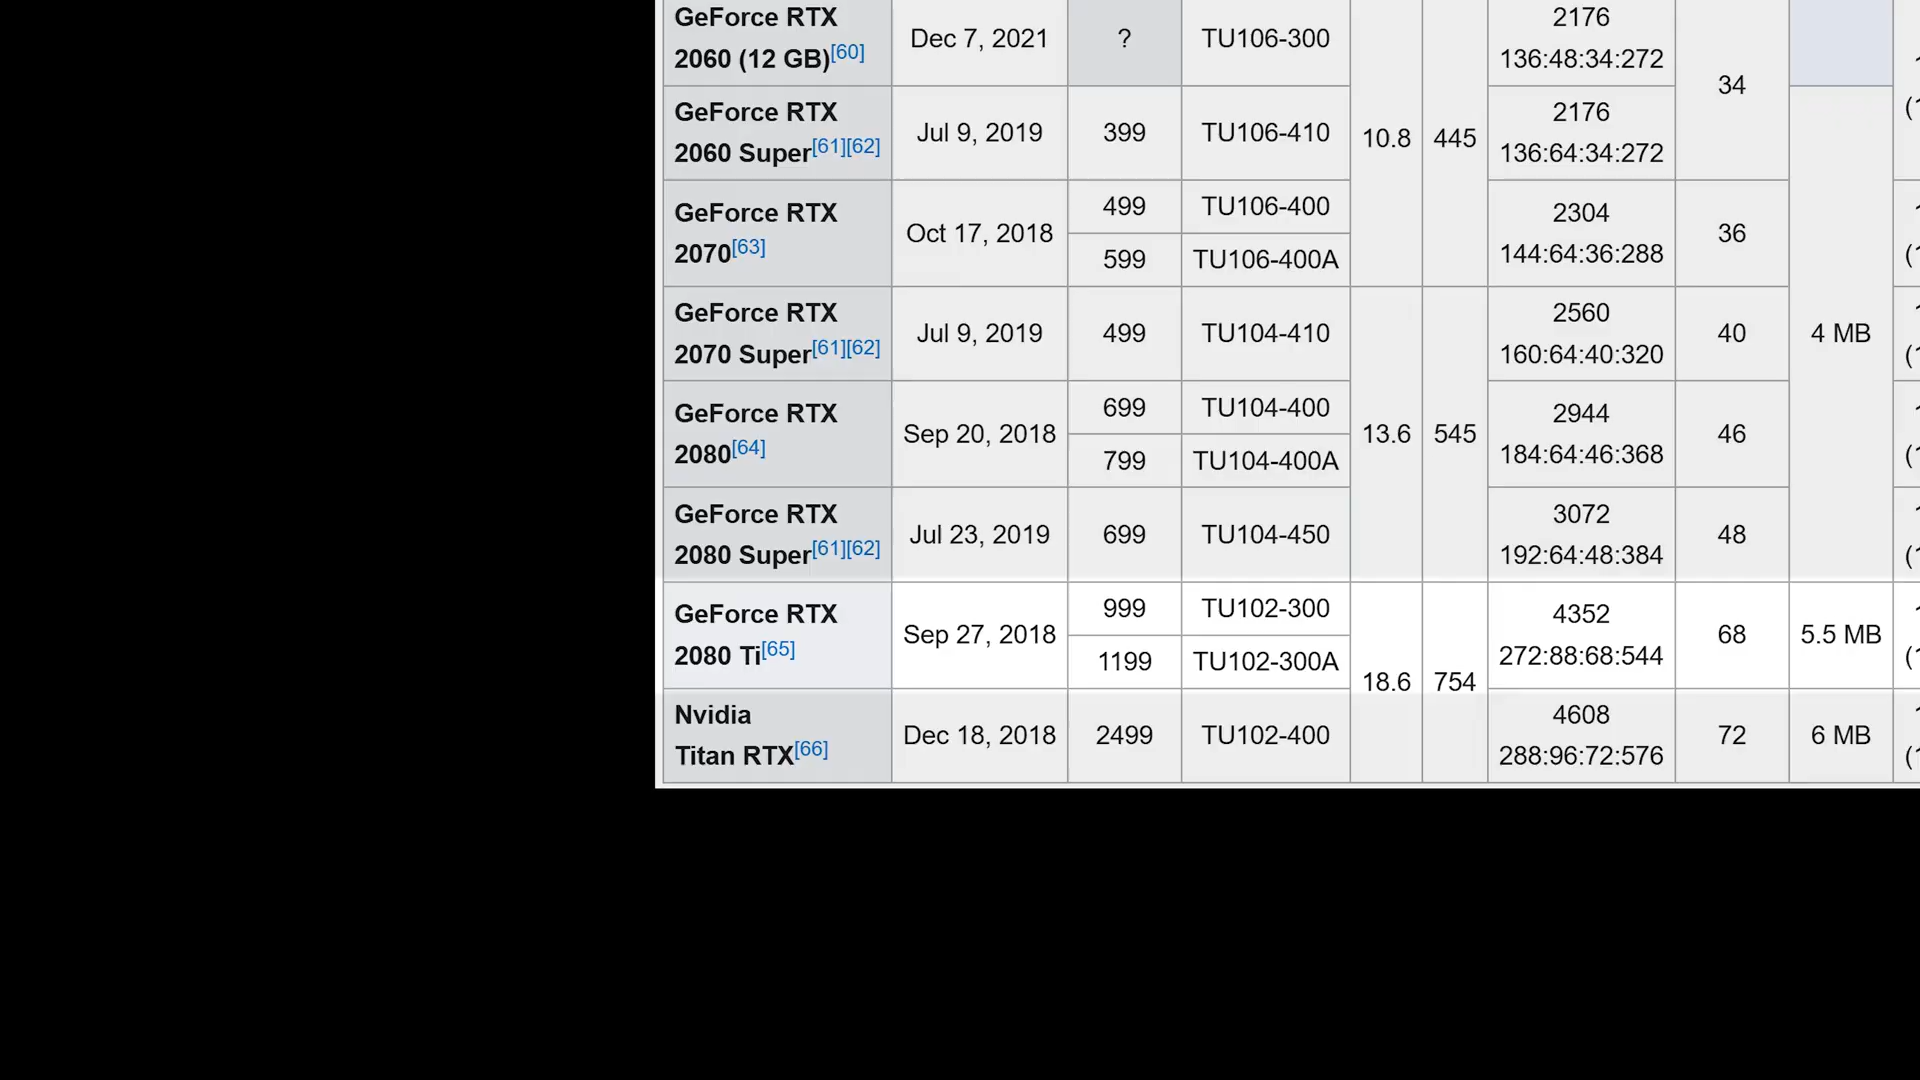 GeForce RTX
2060 (12 GB)[60]
Dec 7, 2021
?
TU106-300
2176
136:48:34:272
34
GeForce RTX
2060 Super[61][62]
Jul 9, 2019
399
TU106-410
10.8
445
2176
136:64:34:272
GeForce RTX
2070[63]
Oct 17, 2018
499
TU106-400
599
TU106-400A
2304
144:64:36:288
36
GeForce RTX
2070 Super[61][62]
Jul 9, 2019
499
TU104-410
2560
160:64:40:320
40
4 MB
GeForce RTX
2080[64]
Sep 20, 2018
699
TU104-400
799
TU104-400A
13.6
545
2944
184:64:46:368
46
GeForce RTX
2080 Super[61][62]
Jul 23, 2019
699
TU104-450
3072
192:64:48:384
48
GeForce RTX
2080 Ti[65]
Sep 27, 2018
999
TU102-300
1199
TU102-300A
18.6
754
4352
272:88:68:544
68
5.5 MB
Nvidia
Titan RTX[66]
Dec 18, 2018
2499
TU102-400
4608
288:96:72:576
72
6 MB